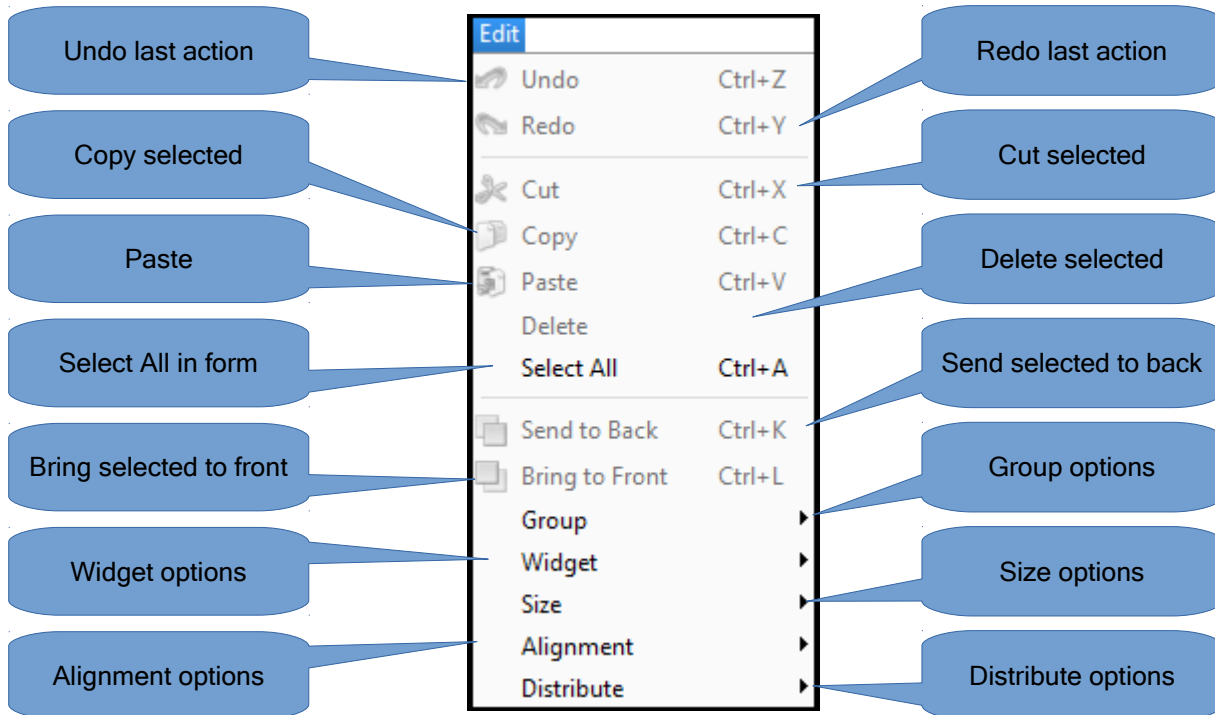 Undo last action
Copy selected
Paste
Select All in form
Bring selected to front
Widget options
Alignment options
Edit
Undo Ctrl+Z
Redo Ctrl+Y
Cut Ctrl+X
Copy Ctrl+C
Paste Ctrl+V
Delete
Select All Ctrl+A
Send to Back Ctrl+K
Bring to Front Ctrl+L
Group
Widget
Size
Alignment
Distribute
Redo last action
Cut selected
Delete selected
Send selected to back
Group options
Size options
Distribute options